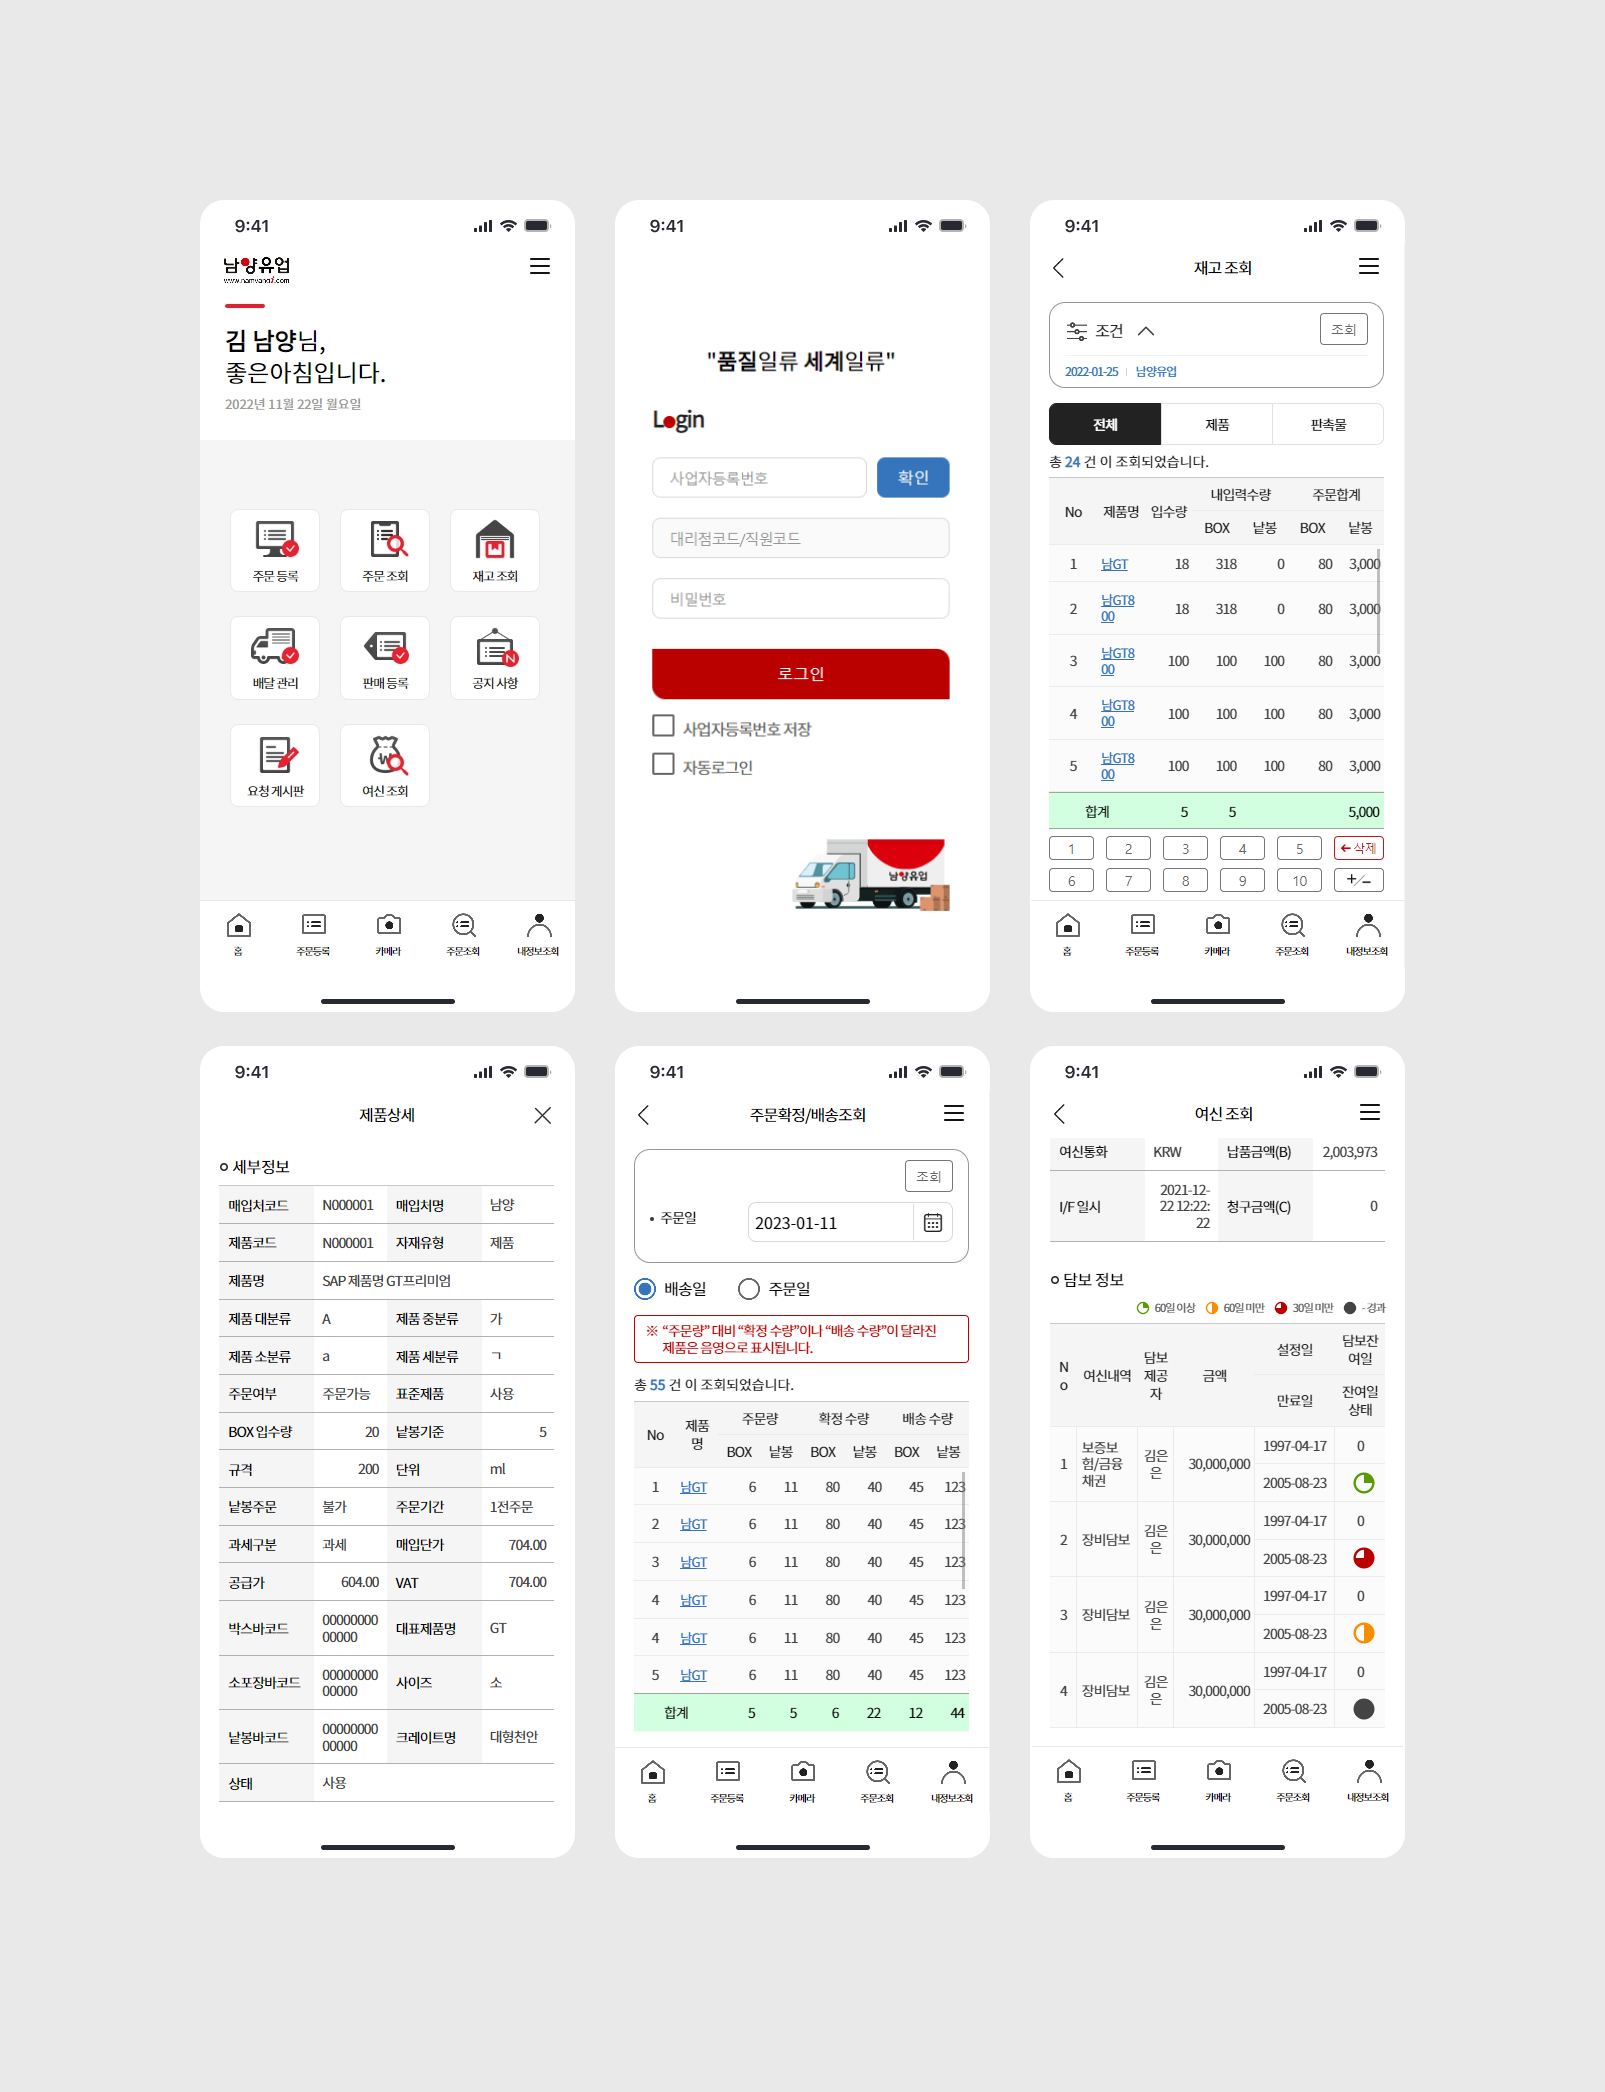 9:41
남양유업
www.namyangi.com
김 남양님,
좋은아침입니다.
2022년 11월 22일 월요일
주문 등록
주문 조회
재고 조회
배달 관리
판매 등록
N
공지 사항
요청 게시판
₩
여신 조회
홈
주문등록
카메라
주문조회
내정보조회
9:41
"품질일류 세계일류"
Login
사업자등록번호
확인
대리점코드/직원코드
비밀번호
로그인
사업자등록번호 저장
자동로그인
남양유업
9:41
재고 조회
조건
조회
2022-01-25 남양유업
전체 제품 판촉물
총 24 건 이 조회되었습니다.
No 제품명 입수량 내입력수량 주문합계
BOX 낱봉 BOX 낱봉
1 남GT 18 318 0 80 3,000
2 남GT8
00 18 318 0 80 3,000
3 남GT8
00 100 100 100 80 3,000
4 남GT8
00 100 100 100 80 3,000
5 남GT8
00 100 100 100 80 3,000
합계 5 5 5,000
1 2 3 4 5 ←삭제
6 7 8 9 10 +/−
홈
주문등록
카메라
주문조회
내정보조회
9:41
제품상세
세부정보
매입처코드 N000001 매입처명 남양
제품코드 N000001 자재유형 제품
제품명 SAP 제품명 GT프리미엄
제품 대분류 A 제품 중분류 가
제품 소분류 a 제품 세분류 ㄱ
주문여부 주문가능 표준제품 사용
BOX 입수량 20 낱봉기준 5
규격 200 단위 ml
낱봉주문 불가 주문기간 1전주문
과세구분 과세 매입단가 704.00
공급가 604.00 VAT 704.00
박스바코드 00000000
00000 대표제품명 GT
소포장바코드 00000000
00000 사이즈 소
낱봉바코드 00000000
00000 크레이트명 대형천안
상태 사용
9:41
주문확정/배송조회
조회
• 주문일 2023-01-11
배송일 주문일
※ “주문량” 대비 “확정 수량”이나 “배송 수량”이 달라진
제품은 음영으로 표시됩니다.
총 55 건 이 조회되었습니다.
No 제품
명 주문량 확정 수량 배송 수량
BOX 낱봉 BOX 낱봉 BOX 낱봉
1 남GT 6 11 80 40 45 123
2 남GT 6 11 80 40 45 123
3 남GT 6 11 80 40 45 123
4 남GT 6 11 80 40 45 123
4 남GT 6 11 80 40 45 123
5 남GT 6 11 80 40 45 123
합계 5 5 6 22 12 44
홈
주문등록
카메라
주문조회
내정보조회
9:41
여신 조회
여신통화 KRW 납품금액(B) 2,003,973
I/F 일시 2021-12-
22 12:22:
22 청구금액(C) 0
담보 정보
60일 이상 60일 미만 30일 미만 - 경과
N
o 여신내역 담보
제공
자 금액 설정일 담보잔
여일
만료일 잔여일
상태
1 보증보
험/금융
채권 김은
은 30,000,000 1997-04-17 0
2005-08-23
2 장비담보 김은
은 30,000,000 1997-04-17 0
2005-08-23
3 장비담보 김은
은 30,000,000 1997-04-17 0
2005-08-23
4 장비담보 김은
은 30,000,000 1997-04-17 0
2005-08-23
홈
주문등록
카메라
주문조회
내정보조회